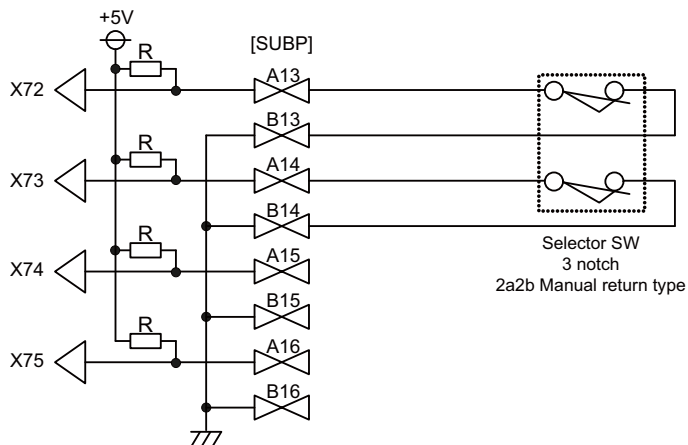 +5V
[SUBP]
R
X72
A13
B13
R
X73
A14
B14
Selector SW
3 notch
2a2b Manual return type
R
X74
A15
B15
R
X75
A16
B16